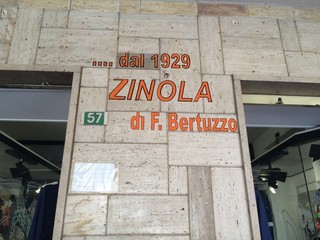 .... dal 1929
ZINOLA
57
di F. Bertuzzo